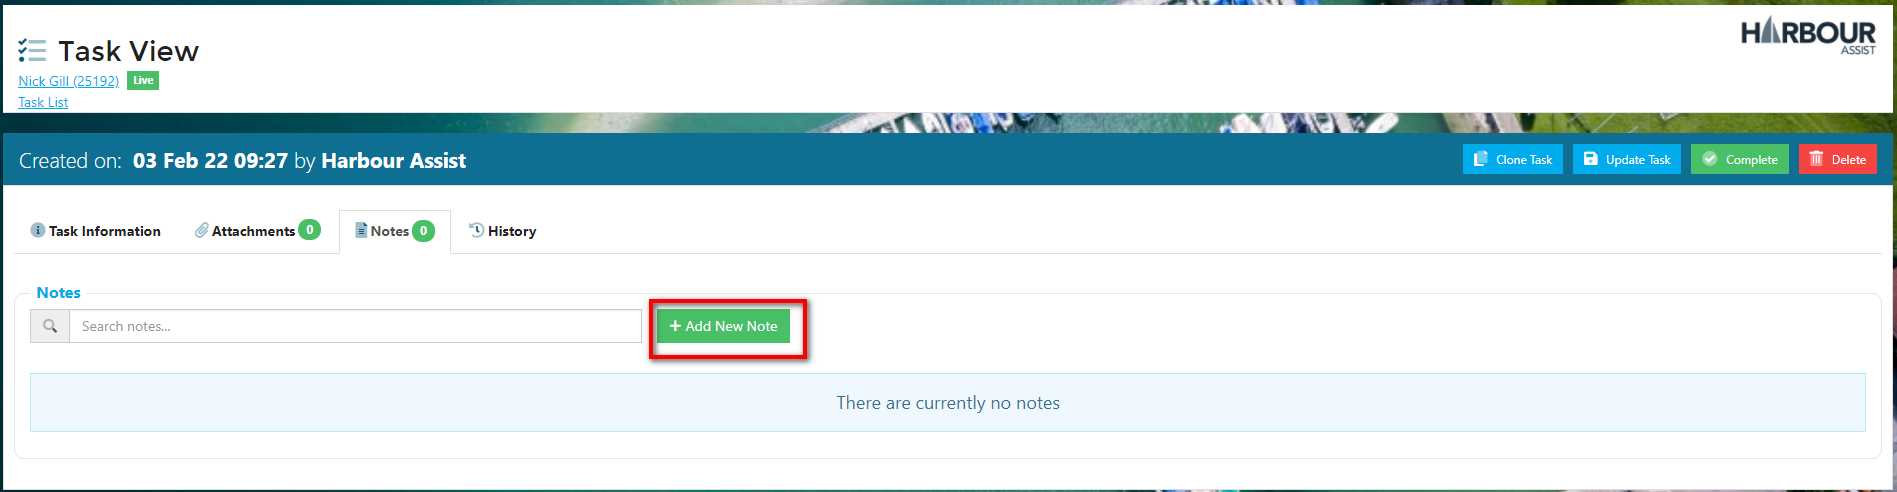 Task View
HARBOUR
ASSIST
Nick Gill (25192) Live
Task List
Created on: 03 Feb 22 09:27 by Harbour Assist
Clone Task Update Task Complete Delete
Task Information Attachments 0 Notes 0 History
Notes
Search notes... + Add New Note
There are currently no notes